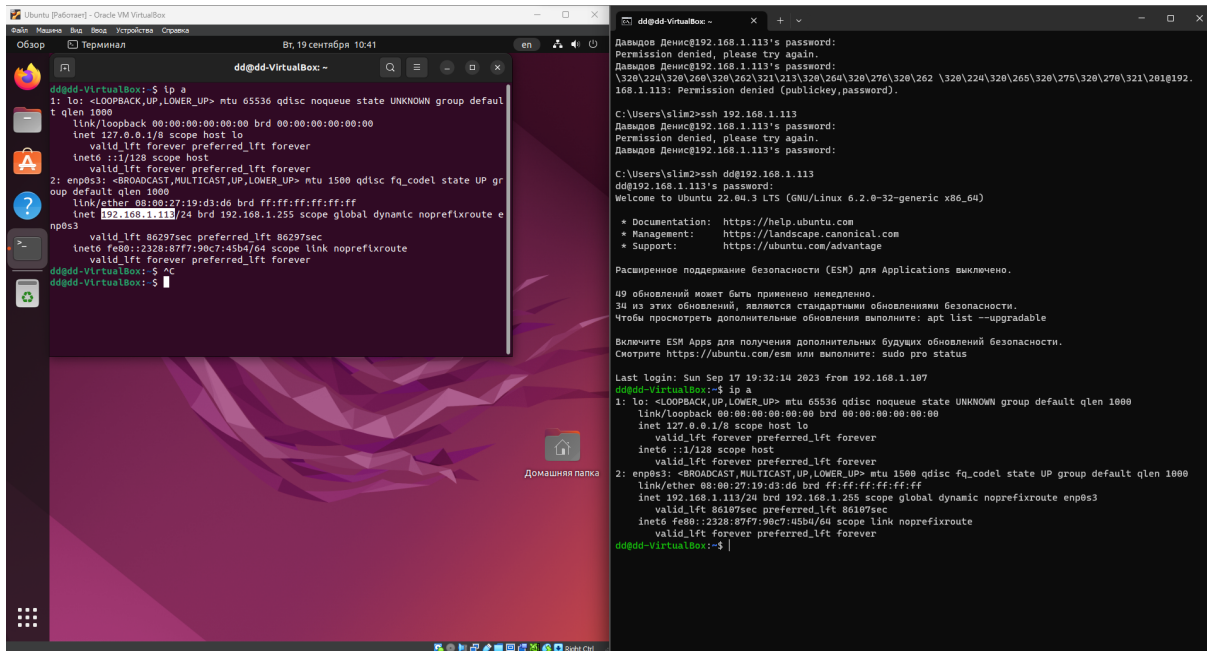 Ubuntu [Работает] - Oracle VM VirtualBox
Файл Машина Вид Ввод Устройства Справка
Обзор Терминал Вт, 19 сентября 10:41 en
dd@dd-VirtualBox: ~
dd@dd-VirtualBox:~$ ip a
1: lo: <LOOPBACK,UP,LOWER_UP> mtu 65536 qdisc noqueue state UNKNOWN group defaul
t qlen 1000
link/loopback 00:00:00:00:00:00 brd 00:00:00:00:00:00
inet 127.0.0.1/8 scope host lo
valid_lft forever preferred_lft forever
inet6 ::1/128 scope host
valid_lft forever preferred_lft forever
2: enp0s3: <BROADCAST,MULTICAST,UP,LOWER_UP> mtu 1500 qdisc fq_codel state UP gr
oup default qlen 1000
link/ether 08:00:27:19:d3:d6 brd ff:ff:ff:ff:ff:ff
inet 192.168.1.113/24 brd 192.168.1.255 scope global dynamic noprefixroute e
np0s3
valid_lft 86297sec preferred_lft 86297sec
inet6 fe80::2328:87f7:90c7:45b4/64 scope link noprefixroute
valid_lft forever preferred_lft forever
dd@dd-VirtualBox:~$ ^C
dd@dd-VirtualBox:~$
Домашняя папка
Right Ctrl
dd@dd-VirtualBox: ~
Давыдов Денис@192.168.1.113's password:
Permission denied, please try again.
Давыдов Денис@192.168.1.113's password:
\320\224\320\260\320\262\321\213\320\264\320\276\320\262 \320\224\320\265\320\275\320\270\321\201@192.
168.1.113: Permission denied (publickey,password).
C:\Users\slim2>ssh 192.168.1.113
Давыдов Денис@192.168.1.113's password:
Permission denied, please try again.
Давыдов Денис@192.168.1.113's password:
C:\Users\slim2>ssh dd@192.168.1.113
dd@192.168.1.113's password:
Welcome to Ubuntu 22.04.3 LTS (GNU/Linux 6.2.0-32-generic x86_64)
* Documentation: https://help.ubuntu.com
* Management: https://landscape.canonical.com
* Support: https://ubuntu.com/advantage
Расширенное поддержание безопасности (ESM) для Applications выключено.
49 обновлений может быть применено немедленно.
34 из этих обновлений, являются стандартными обновлениями безопасности.
Чтобы просмотреть дополнительные обновления выполните: apt list --upgradable
Включите ESM Apps для получения дополнительных будущих обновлений безопасности.
Смотрите https://ubuntu.com/esm или выполните: sudo pro status
Last login: Sun Sep 17 19:32:14 2023 from 192.168.1.107
dd@dd-VirtualBox:~$ ip a
1: lo: <LOOPBACK,UP,LOWER_UP> mtu 65536 qdisc noqueue state UNKNOWN group default qlen 1000
link/loopback 00:00:00:00:00:00 brd 00:00:00:00:00:00
inet 127.0.0.1/8 scope host lo
valid_lft forever preferred_lft forever
inet6 ::1/128 scope host
valid_lft forever preferred_lft forever
2: enp0s3: <BROADCAST,MULTICAST,UP,LOWER_UP> mtu 1500 qdisc fq_codel state UP group default qlen 1000
link/ether 08:00:27:19:d3:d6 brd ff:ff:ff:ff:ff:ff
inet 192.168.1.113/24 brd 192.168.1.255 scope global dynamic noprefixroute enp0s3
valid_lft 86107sec preferred_lft 86107sec
inet6 fe80::2328:87f7:90c7:45b4/64 scope link noprefixroute
valid_lft forever preferred_lft forever
dd@dd-VirtualBox:~$